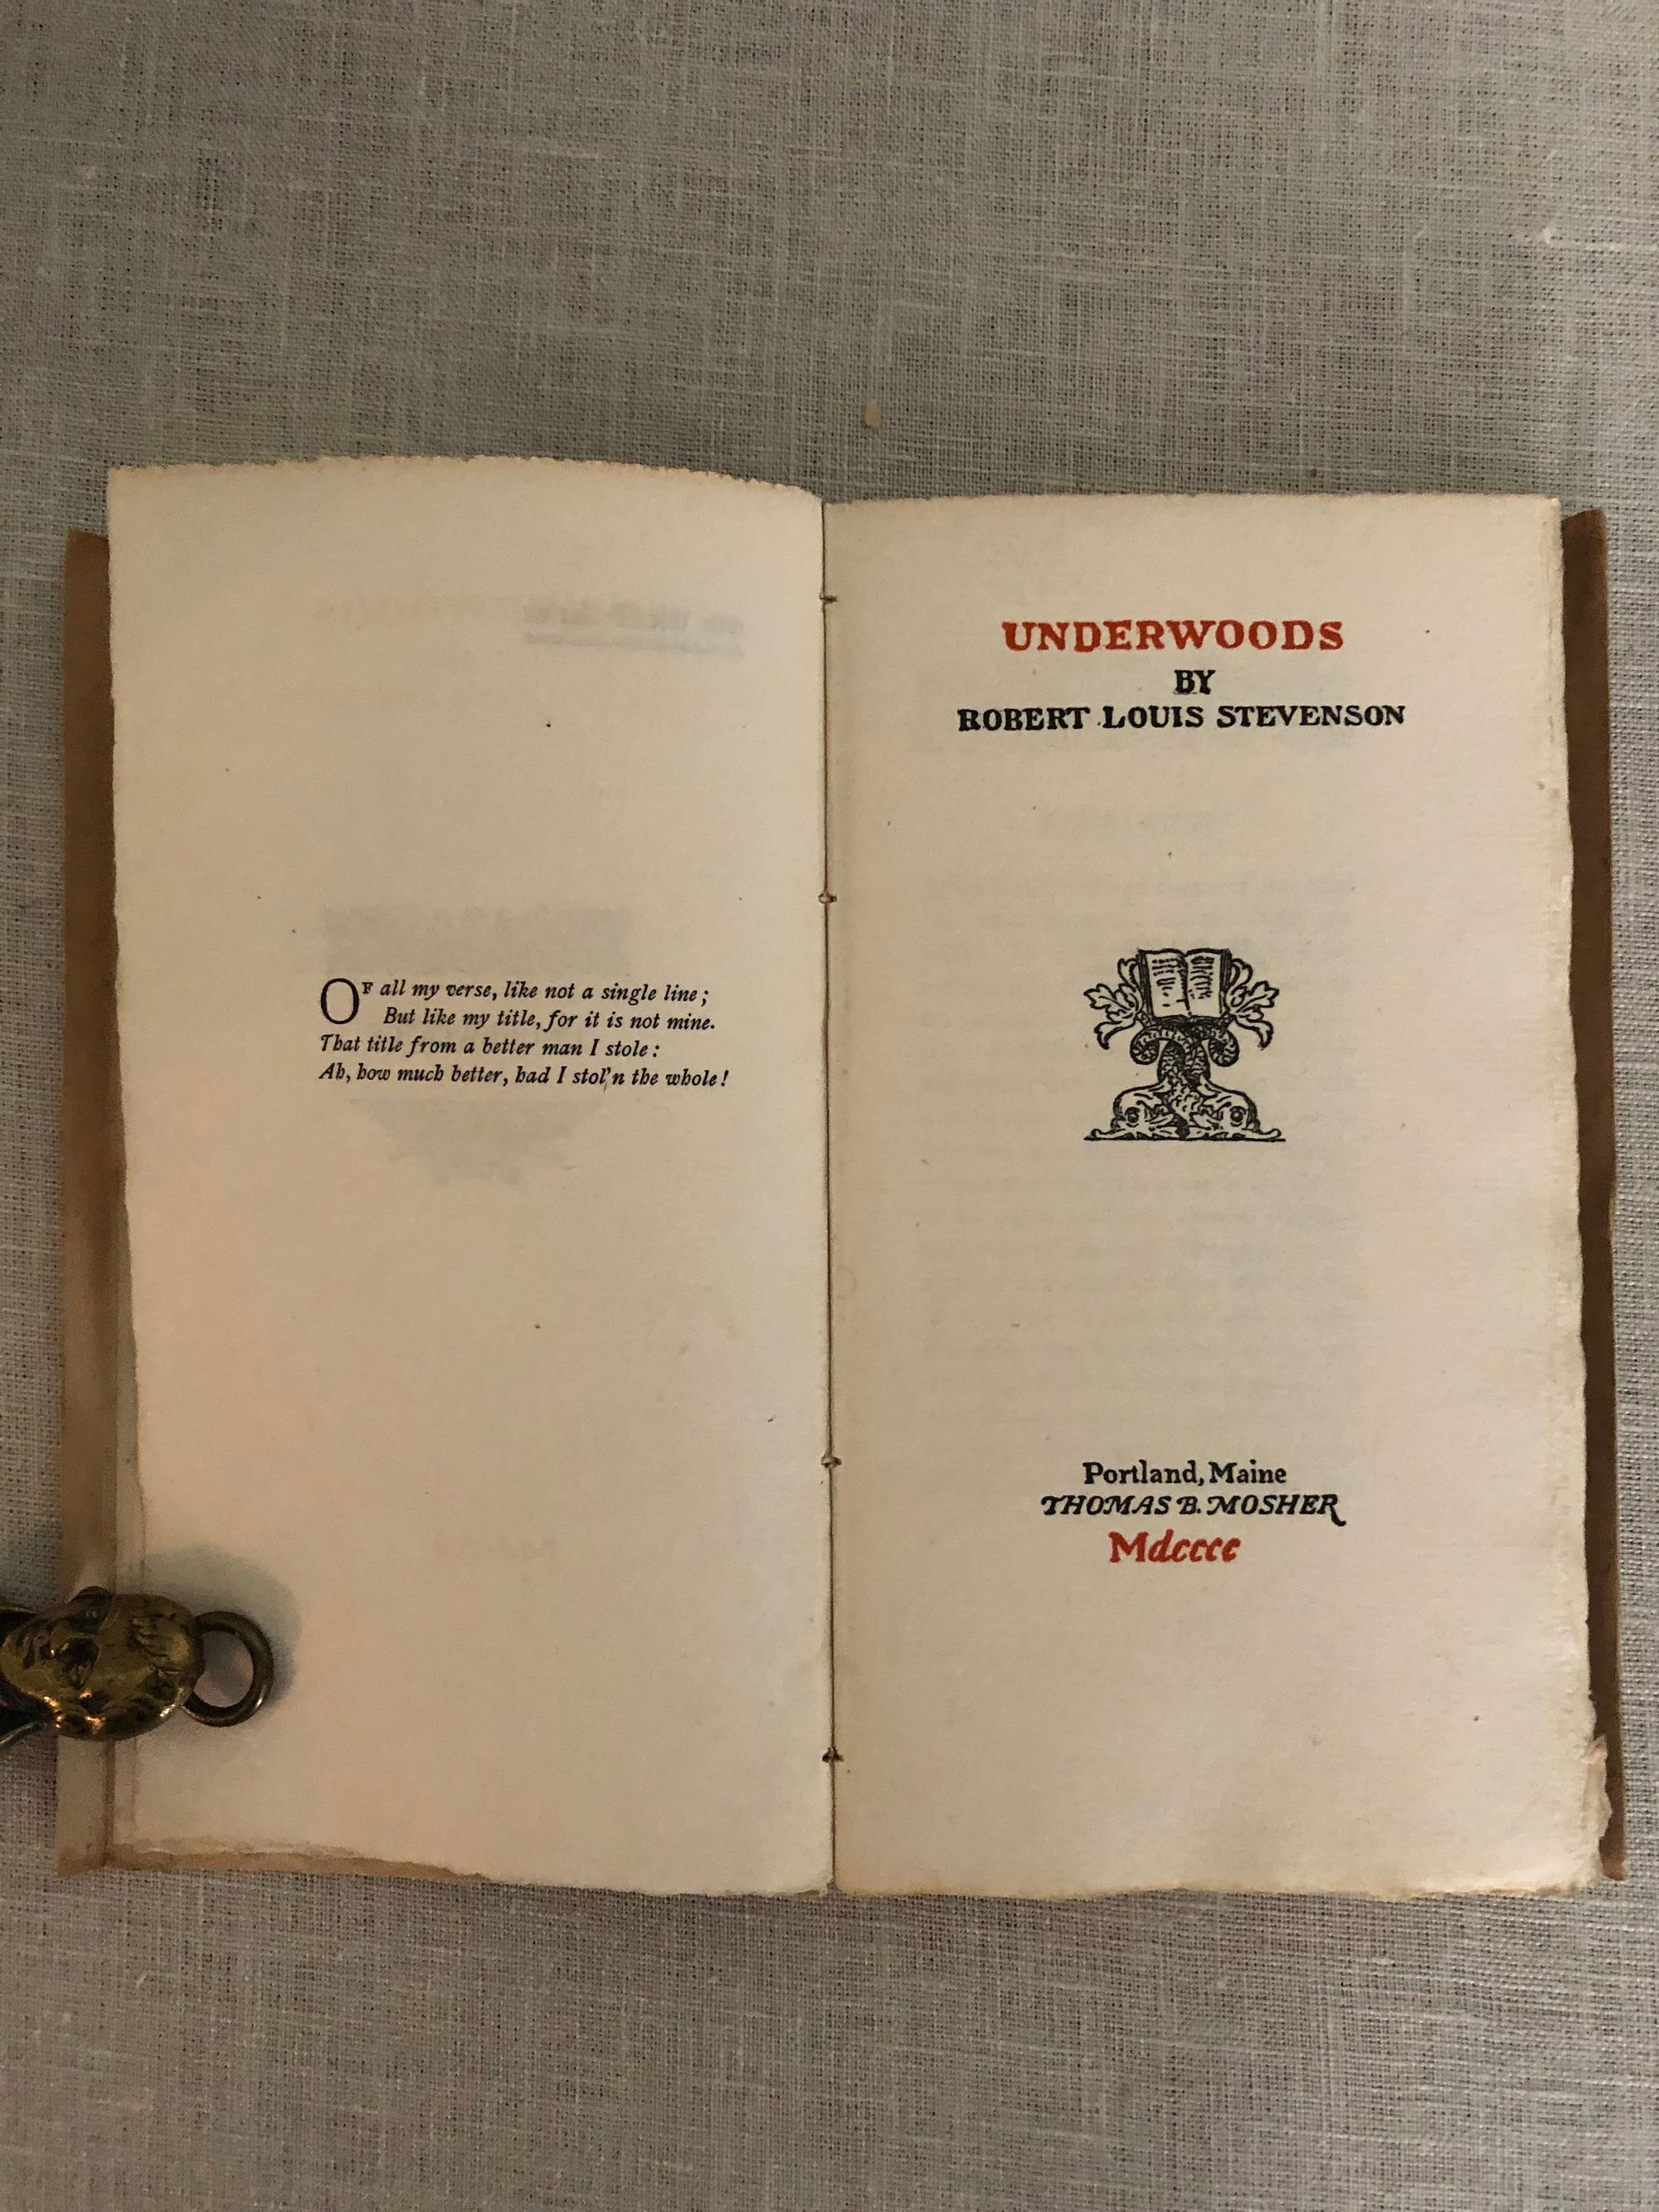 OF all my verse, like not a single line;
But like my title, for it is not mine.
That title from a better man I stole:
Ah, how much better, had I stol'n the whole!
UNDERWOODS
BY
ROBERT LOUIS STEVENSON
Portland, Maine
THOMAS B. MOSHER
Mdcccc